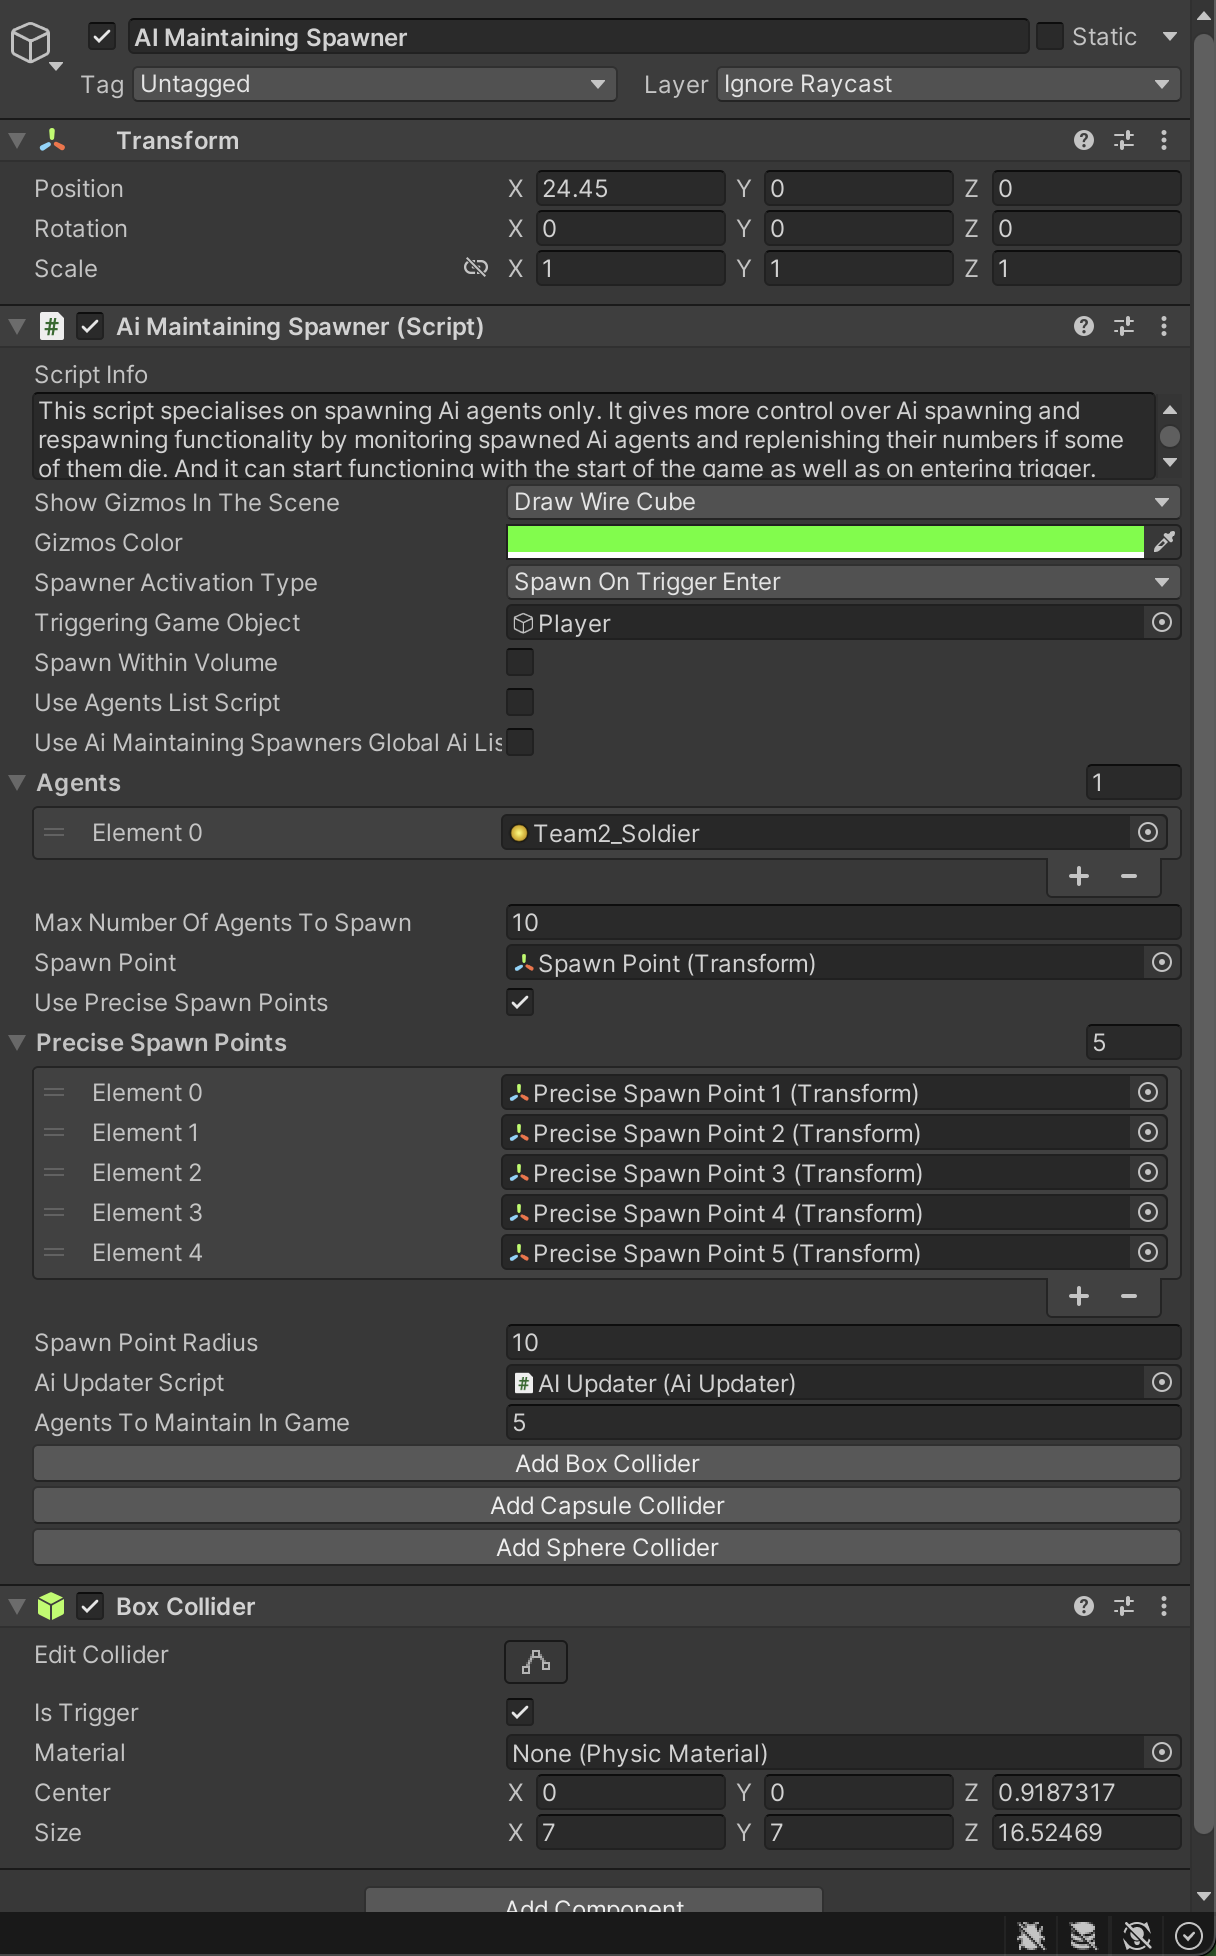 AI Maintaining Spawner
Static
Tag Untagged Layer Ignore Raycast
Transform
Position X 24.45 Y 0 Z 0
Rotation X 0 Y 0 Z 0
Scale X 1 Y 1 Z 1
# Ai Maintaining Spawner (Script)
Script Info
This script specialises on spawning Ai agents only. It gives more control over Ai spawning and
respawning functionality by monitoring spawned Ai agents and replenishing their numbers if some
of them die. And it can start functioning with the start of the game as well as on entering trigger.
Show Gizmos In The Scene Draw Wire Cube
Gizmos Color
Spawner Activation Type Spawn On Trigger Enter
Triggering Game Object Player
Spawn Within Volume
Use Agents List Script
Use Ai Maintaining Spawners Global Ai Lis
Agents 1
Element 0 Team2_Soldier
+ −
Max Number Of Agents To Spawn 10
Spawn Point Spawn Point (Transform)
Use Precise Spawn Points
Precise Spawn Points 5
Element 0 Precise Spawn Point 1 (Transform)
Element 1 Precise Spawn Point 2 (Transform)
Element 2 Precise Spawn Point 3 (Transform)
Element 3 Precise Spawn Point 4 (Transform)
Element 4 Precise Spawn Point 5 (Transform)
+ −
Spawn Point Radius 10
Ai Updater Script # AI Updater (Ai Updater)
Agents To Maintain In Game 5
Add Box Collider
Add Capsule Collider
Add Sphere Collider
Box Collider
Edit Collider
Is Trigger
Material None (Physic Material)
Center X 0 Y 0 Z 0.9187317
Size X 7 Y 7 Z 16.52469
Add Component